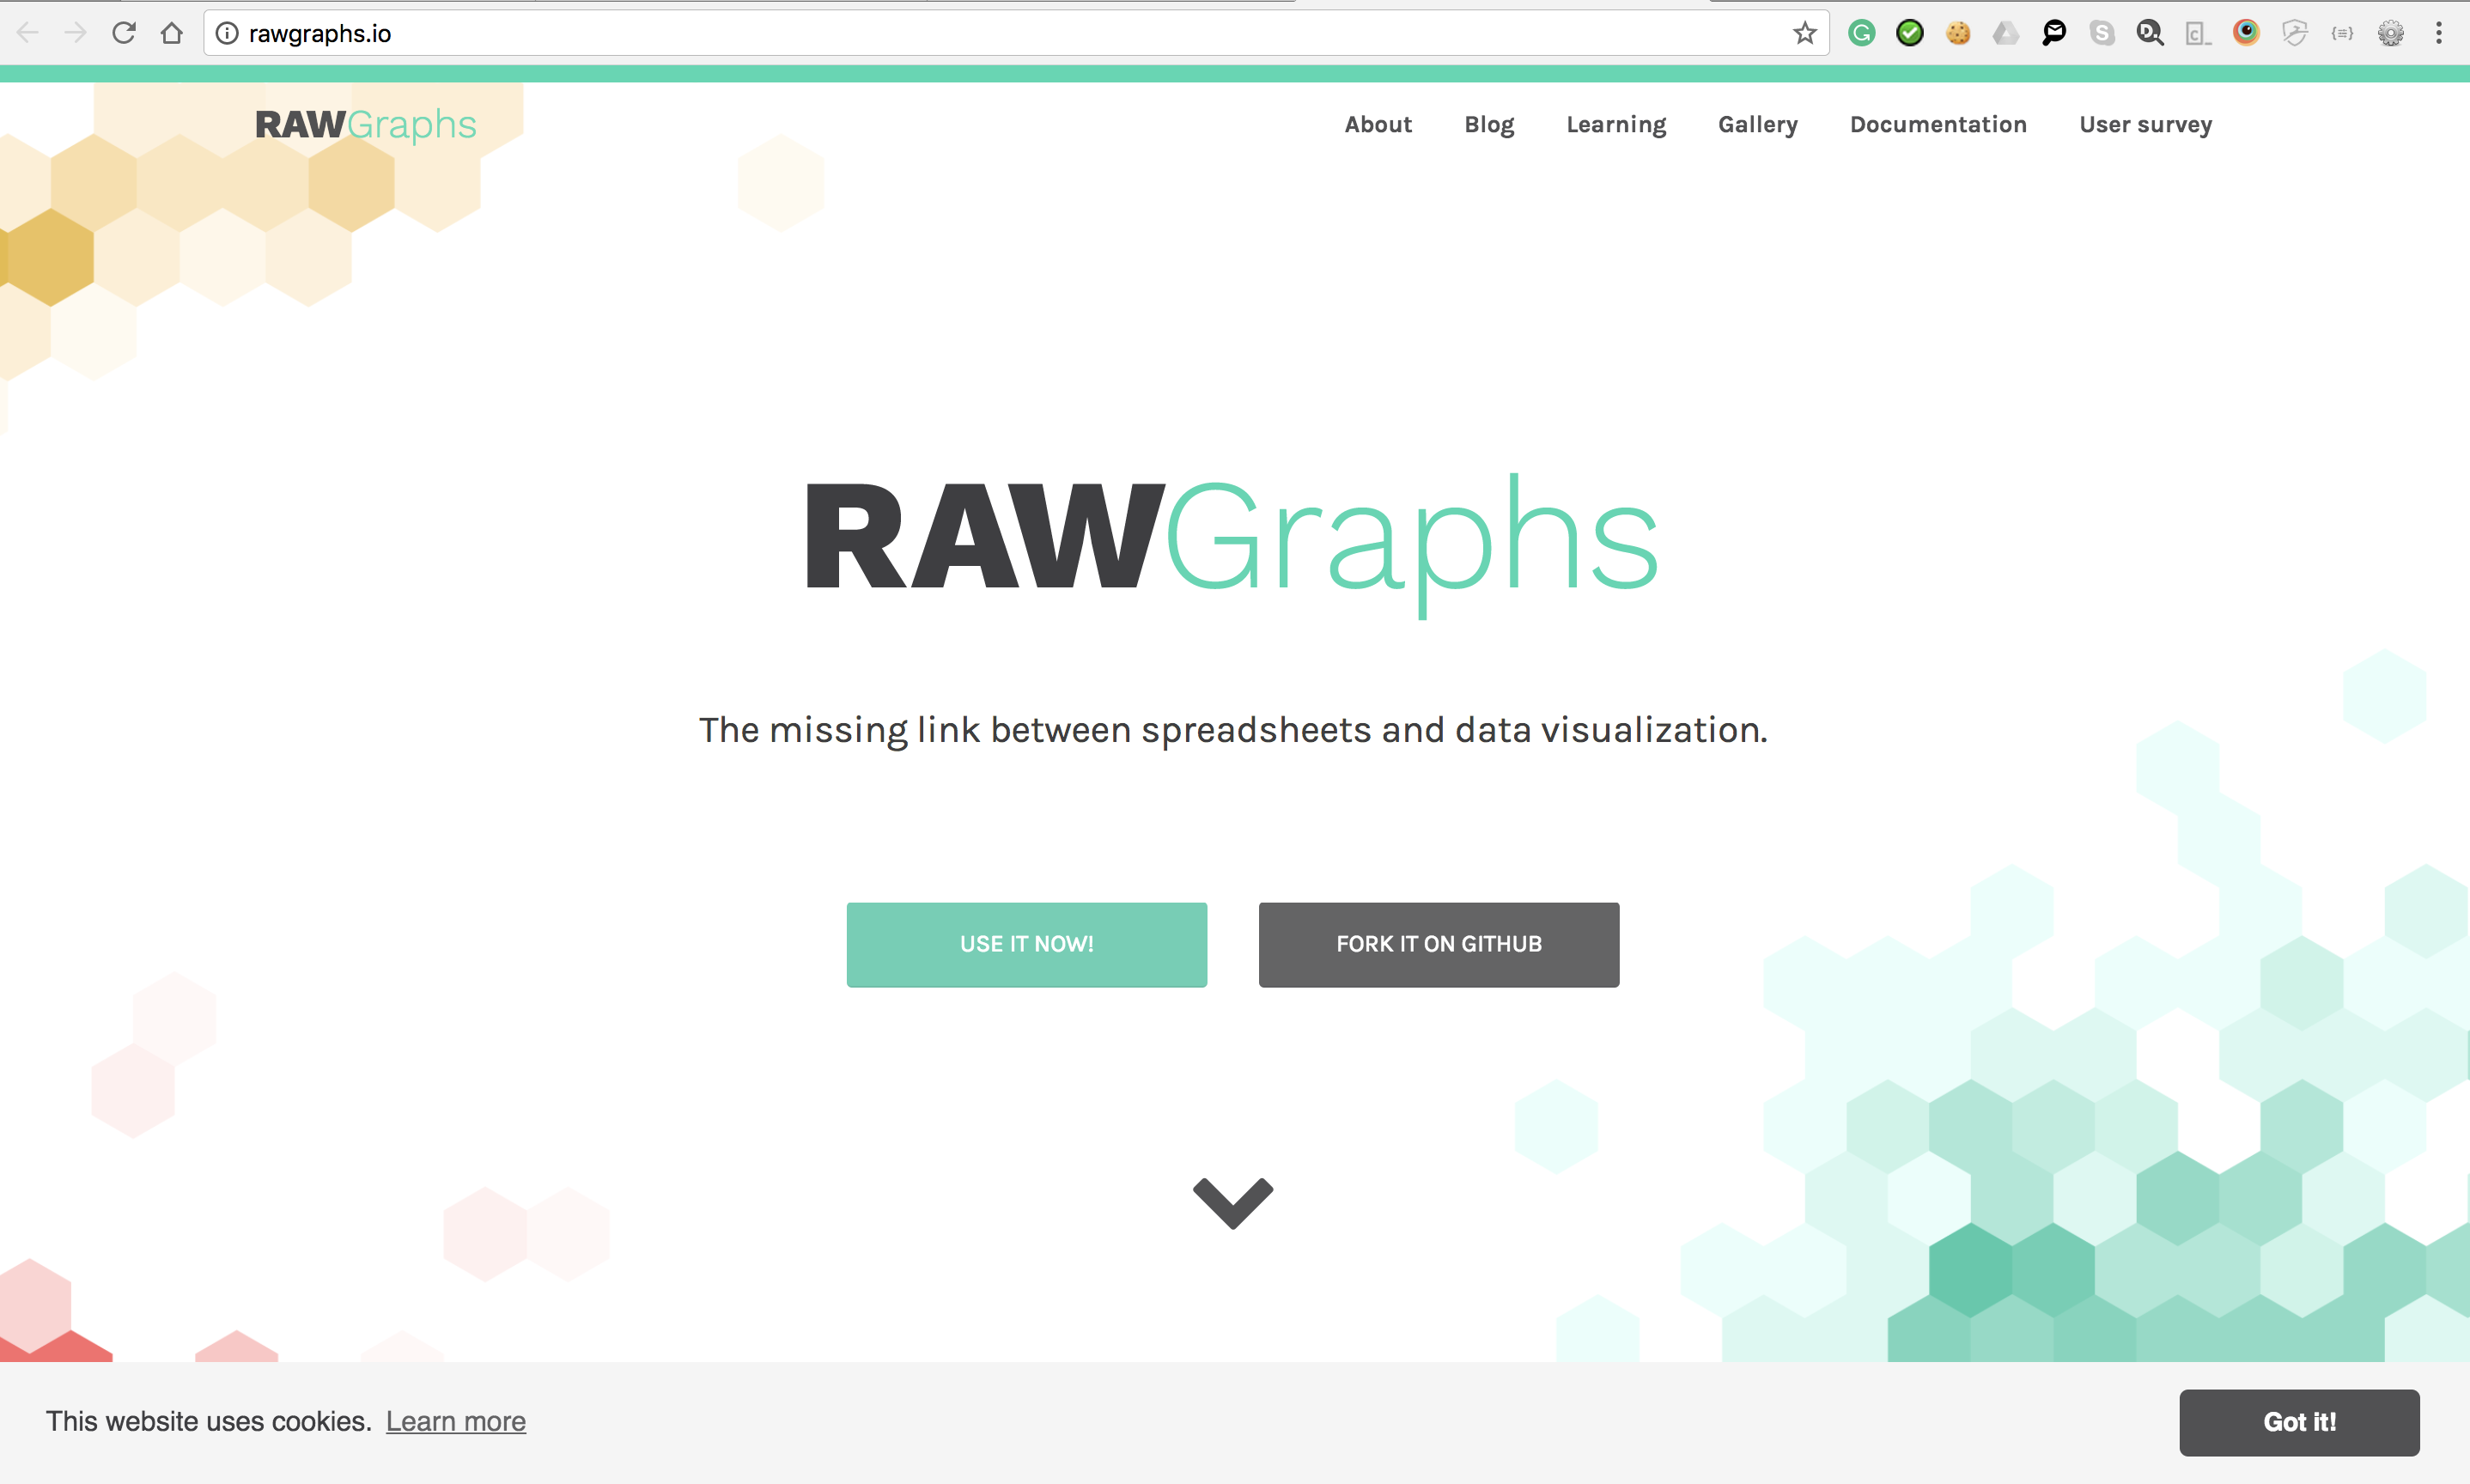 rawgraphs.io
RAWGraphs
About Blog Learning Gallery Documentation User survey
RAWGraphs
The missing link between spreadsheets and data visualization.
USE IT NOW! FORK IT ON GITHUB
This website uses cookies. Learn more Got it!